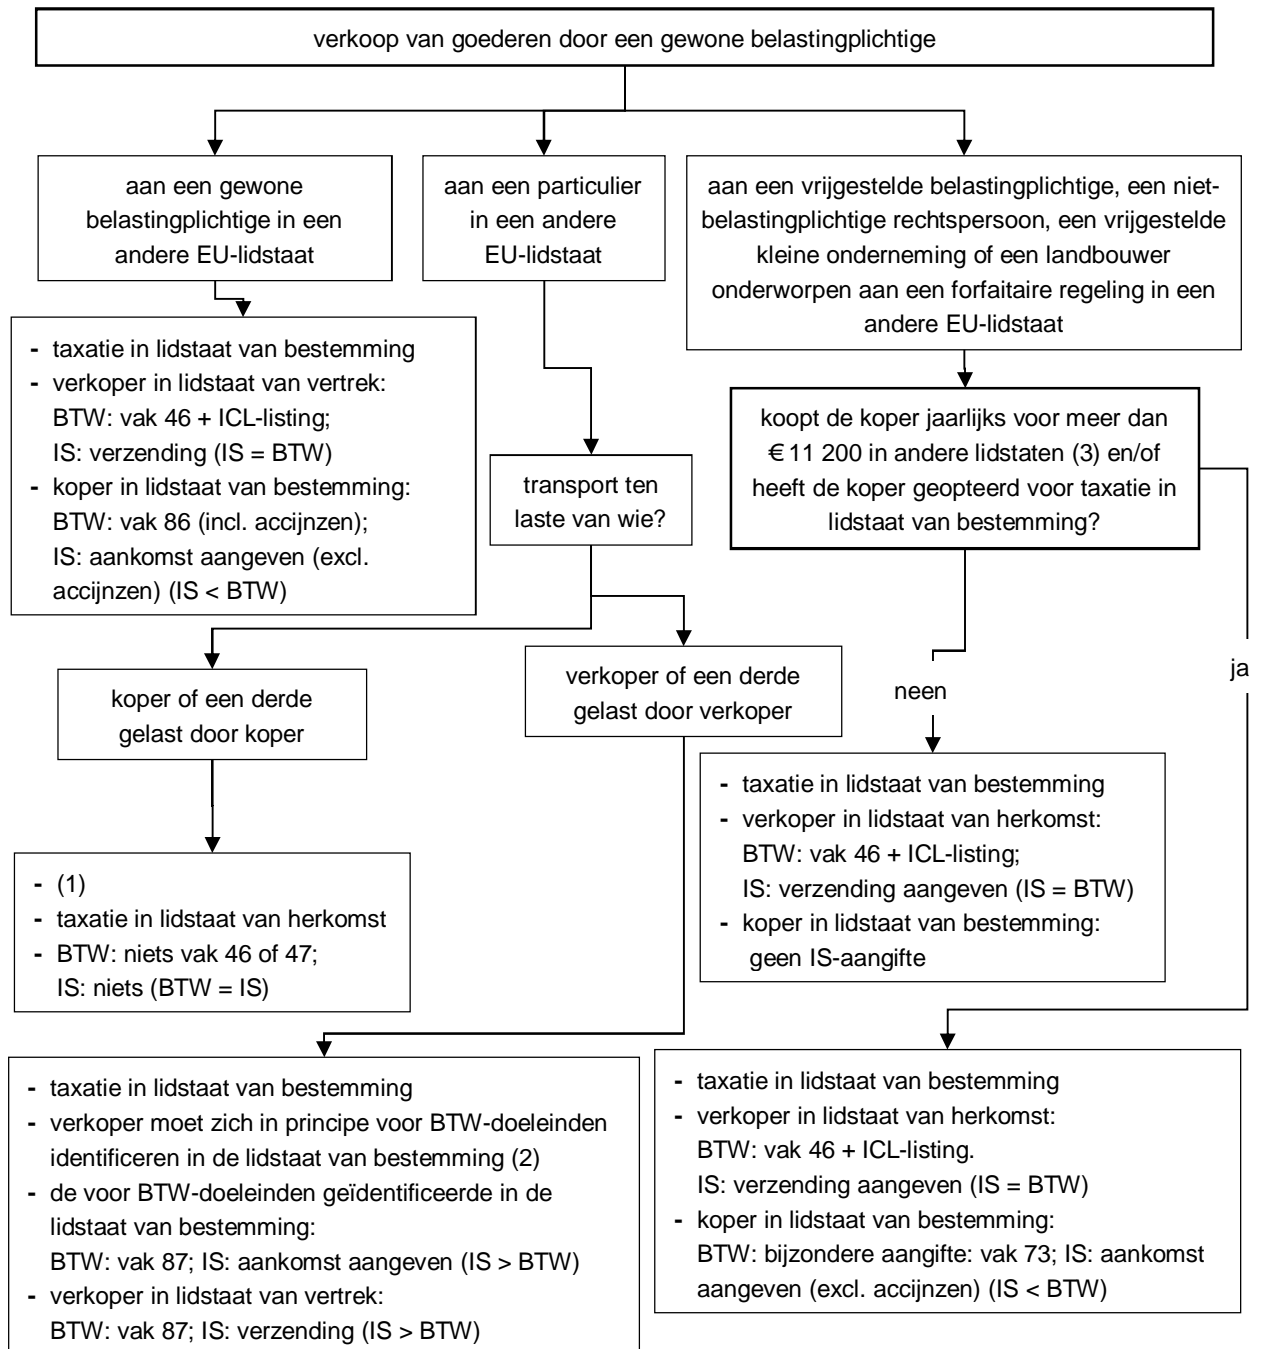 verkoop van goederen door een gewone belastingplichtige
aan een gewone
belastingplichtige in een
andere EU-lidstaat
aan een particulier
in een andere
EU-lidstaat
aan een vrijgestelde belastingplichtige, een niet-
belastingplichtige rechtspersoon, een vrijgestelde
kleine onderneming of een landbouwer
onderworpen aan een forfaitaire regeling in een
andere EU-lidstaat
- taxatie in lidstaat van bestemming
- verkoper in lidstaat van vertrek:
BTW: vak 46 + ICL-listing;
IS: verzending (IS = BTW)
- koper in lidstaat van bestemming:
BTW: vak 86 (incl. accijnzen);
IS: aankomst aangeven (excl.
accijnzen) (IS < BTW)
transport ten
laste van wie?
koopt de koper jaarlijks voor meer dan
€ 11 200 in andere lidstaten (3) en/of
heeft de koper geopteerd voor taxatie in
lidstaat van bestemming?
koper of een derde
gelast door koper
verkoper of een derde
gelast door verkoper
neen
ja
- (1)
- taxatie in lidstaat van herkomst
- BTW: niets vak 46 of 47;
IS: niets (BTW = IS)
- taxatie in lidstaat van bestemming
- verkoper in lidstaat van herkomst:
BTW: vak 46 + ICL-listing;
IS: verzending aangeven (IS = BTW)
- koper in lidstaat van bestemming:
geen IS-aangifte
- taxatie in lidstaat van bestemming
- verkoper moet zich in principe voor BTW-doeleinden
identificeren in de lidstaat van bestemming (2)
- de voor BTW-doeleinden geïdentificeerde in de
lidstaat van bestemming:
BTW: vak 87; IS: aankomst aangeven (IS > BTW)
- verkoper in lidstaat van vertrek:
BTW: vak 87; IS: verzending (IS > BTW)
- taxatie in lidstaat van bestemming
- verkoper in lidstaat van herkomst:
BTW: vak 46 + ICL-listing.
IS: verzending aangeven (IS = BTW)
- koper in lidstaat van bestemming:
BTW: bijzondere aangifte: vak 73; IS: aankomst
aangeven (excl. accijnzen) (IS < BTW)